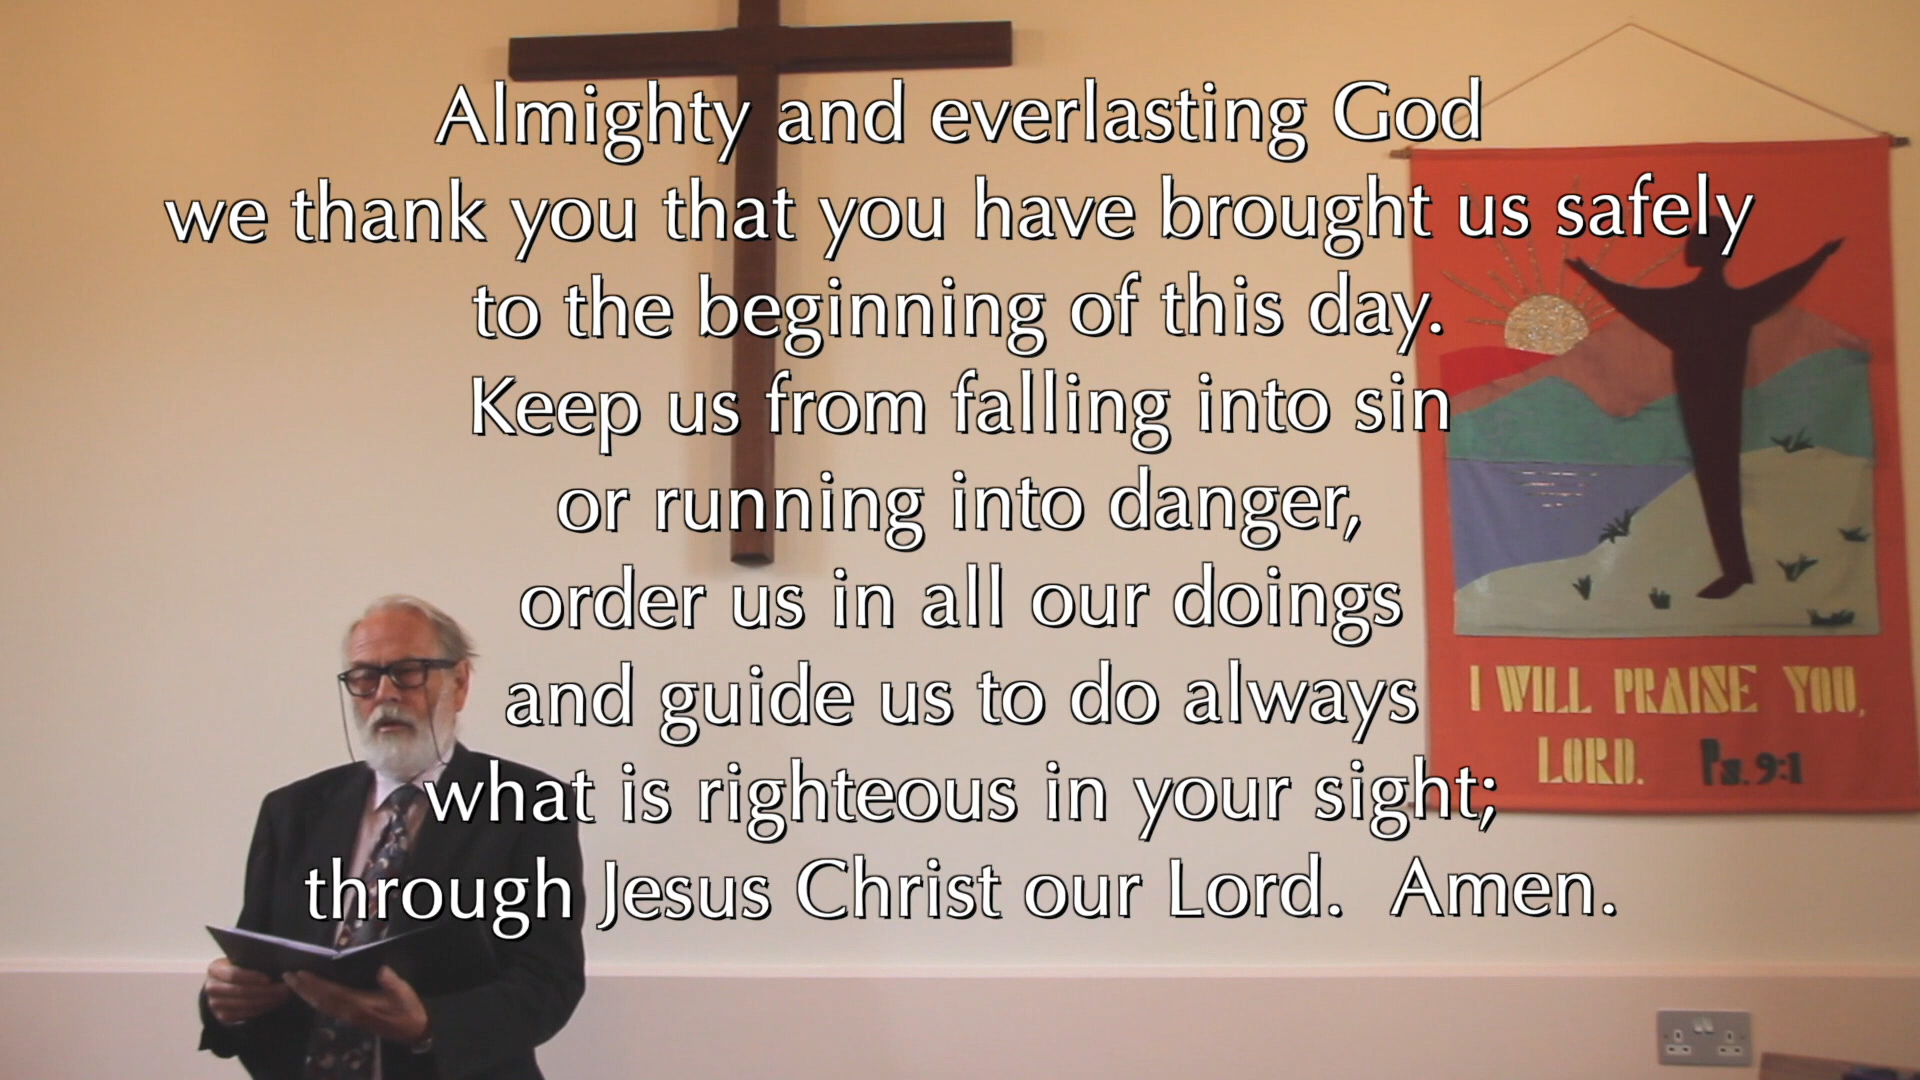 Almighty and everlasting God
we thank you that you have brought us safely
to the beginning of this day.
Keep us from falling into sin
or running into danger,
order us in all our doings
and guide us to do always
what is righteous in your sight;
through Jesus Christ our Lord.  Amen.
I WILL PRAISE YOU,
LORD. Ps. 9:1